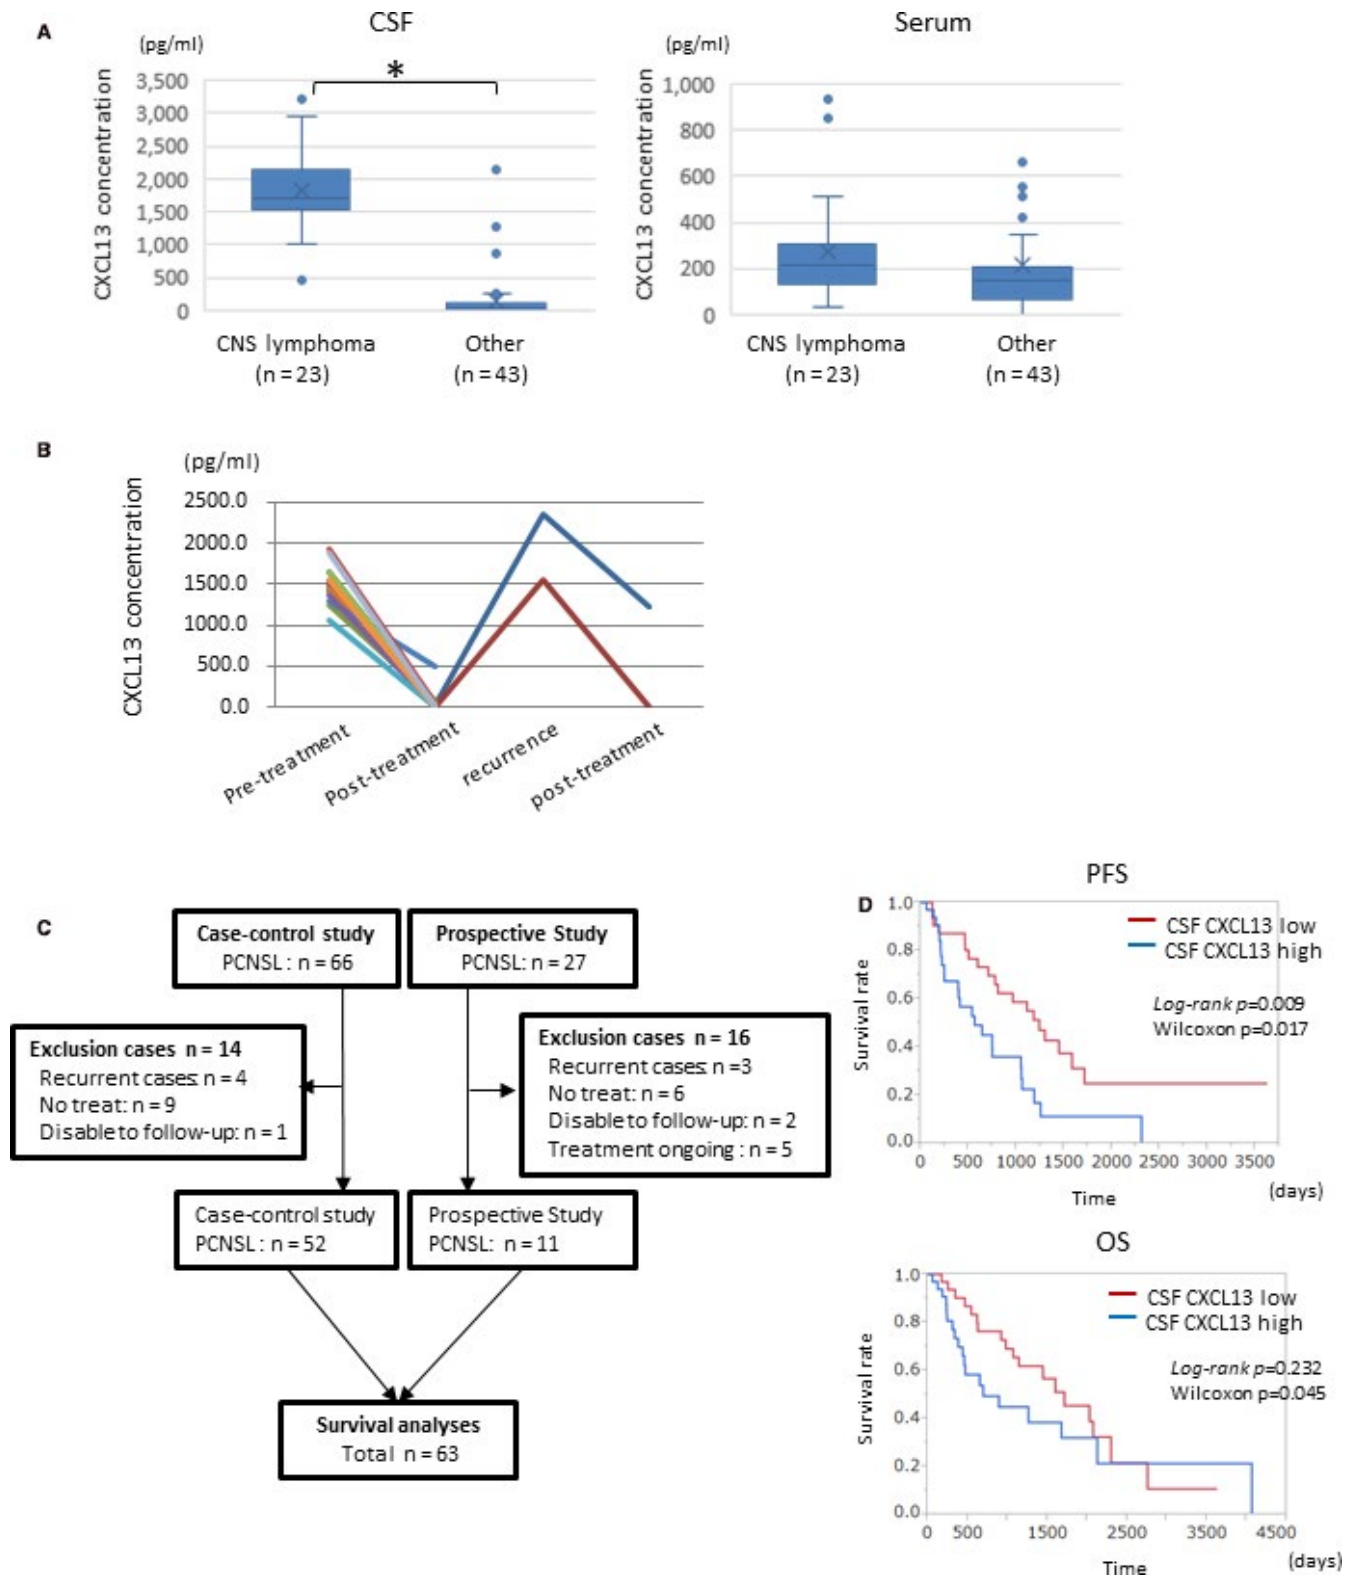 A
CSF
(pg/ml)
CXCL13 concentration
3,500
3,000
2,500
2,000
1,500
1,000
500
0
*
CNS lymphoma
(n = 23)
Other
(n = 43)
Serum
(pg/ml)
CXCL13 concentration
1,000
800
600
400
200
0
CNS lymphoma
(n = 23)
Other
(n = 43)
B
(pg/ml)
CXCL13 concentration
2500.0
2000.0
1500.0
1000.0
500.0
0.0
Pre-treatment
Post-treatment
recurrence
post-treatment
C
Case-control study
PCNSL : n = 66
Prospective Study
PCNSL: n = 27
Exclusion cases n = 14
Recurrent cases: n = 4
No treat: n = 9
Disable to follow-up: n = 1
Exclusion cases n = 16
Recurrent cases: n =3
No treat: n = 6
Disable to follow-up: n = 2
Treatment ongoing : n = 5
Case-control study
PCNSL : n = 52
Prospective Study
PCNSL: n = 11
Survival analyses
Total n = 63
D
PFS
Survival rate
1.0
0.8
0.6
0.4
0.2
0.0
CSF CXCL13 low
CSF CXCL13 high
Log-rank p=0.009
Wilcoxon p=0.017
0 500 1000 1500 2000 2500 3000 3500
Time
(days)
OS
Survival rate
1.0
0.8
0.6
0.4
0.2
0.0
CSF CXCL13 low
CSF CXCL13 high
Log-rank p=0.232
Wilcoxon p=0.045
0 500 1500 2500 3500 4500
Time
(days)